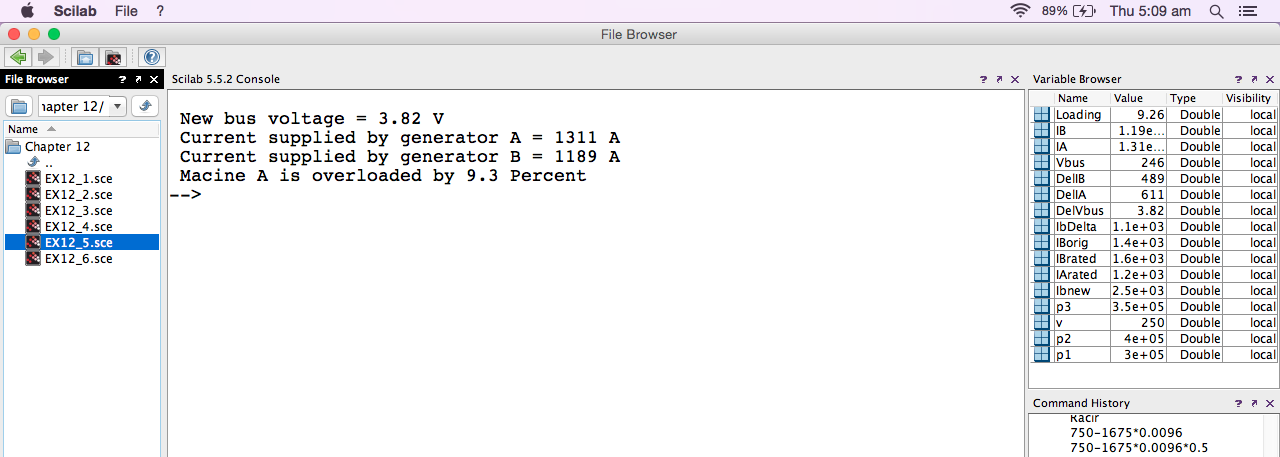 Scilab File ? 89% Thu 5:09 am
File Browser
File Browser ? Scilab 5.5.2 Console ? Variable Browser ?
hapter 12/
Name
Chapter 12
..
EX12_1.sce
EX12_2.sce
EX12_3.sce
EX12_4.sce
EX12_5.sce
EX12_6.sce
New bus voltage = 3.82 V
Current supplied by generator A = 1311 A
Current supplied by generator B = 1189 A
Macine A is overloaded by 9.3 Percent
-->
Name Value Type Visibility
Loading 9.26 Double local
IB 1.19e... Double local
IA 1.31e... Double local
Vbus 246 Double local
DelIB 489 Double local
DelIA 611 Double local
DelVbus 3.82 Double local
IbDelta 1.1e+03 Double local
IBorig 1.4e+03 Double local
IBrated 1.6e+03 Double local
IArated 1.2e+03 Double local
Ibnew 2.5e+03 Double local
p3 3.5e+05 Double local
v 250 Double local
p2 4e+05 Double local
p1 3e+05 Double local
Command History ?
Racir
750-1675*0.0096
750-1675*0.0096*0.5